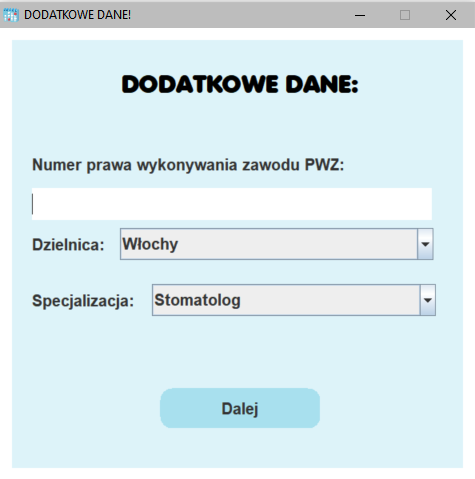 DODATKOWE DANE!
DODATKOWE DANE:
Numer prawa wykonywania zawodu PWZ:
Dzielnica: Włochy
Specjalizacja: Stomatolog
Dalej